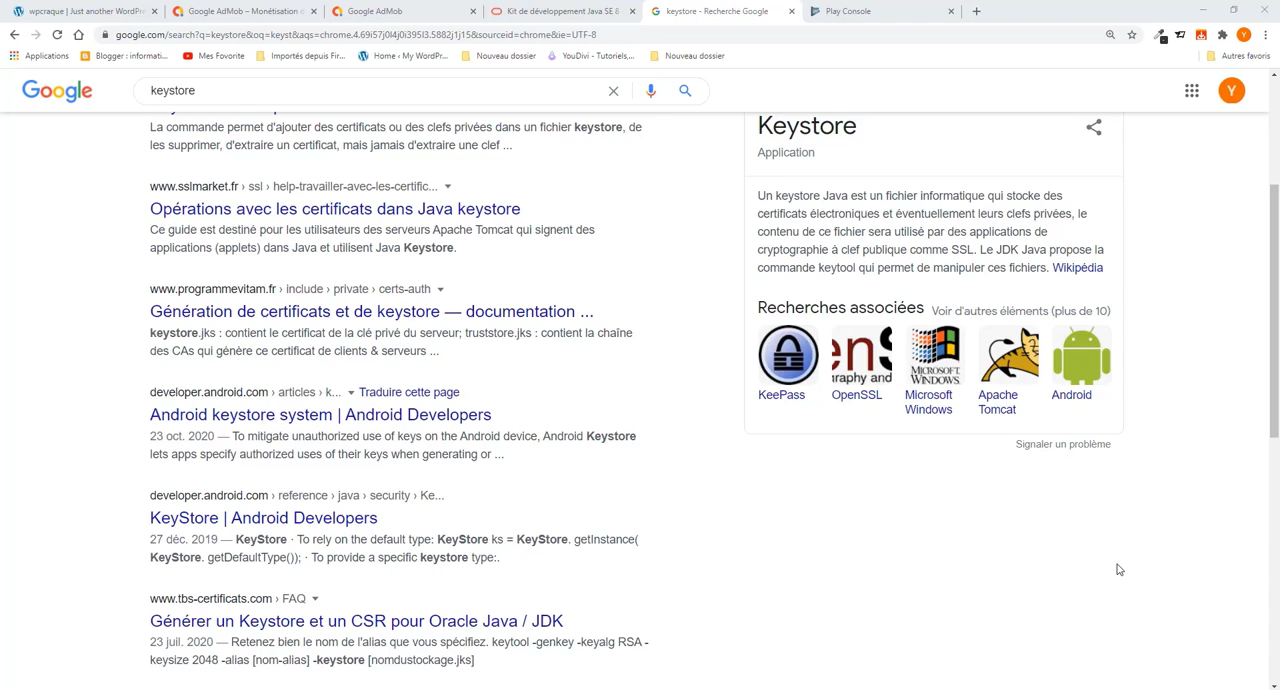 wpcraque | Just another WordPre
Google AdMob – Monétisation d
Google AdMob
Kit de développement Java SE 8
keystore - Recherche Google
Play Console
google.com/search?q=keystore&oq=keyst&aqs=chrome.4.69i57j0l4j0i395l3.5882j1j15&sourceid=chrome&ie=UTF-8
Applications
Blogger : informati...
Mes Favorite
Importés depuis Fir...
Home ‹ My WordPr...
Nouveau dossier
YouDivi - Tutoriels,...
Nouveau dossier
Autres favoris
Google
keystore
Y
La commande permet d'ajouter des certificats ou des clefs privées dans un fichier keystore, de
les supprimer, d'extraire un certificat, mais jamais d'extraire une clef ...
www.sslmarket.fr › ssl › help-travailler-avec-les-certific...
Opérations avec les certificats dans Java keystore
Ce guide est destiné pour les utilisateurs des serveurs Apache Tomcat qui signent des
applications (applets) dans Java et utilisent Java Keystore.
www.programmevitam.fr › include › private › certs-auth
Génération de certificats et de keystore — documentation ...
keystore.jks : contient le certificat de la clé privé du serveur; truststore.jks : contient la chaîne
des CAs qui génère ce certificat de clients & serveurs ...
developer.android.com › articles › k... Traduire cette page
Android keystore system | Android Developers
23 oct. 2020 — To mitigate unauthorized use of keys on the Android device, Android Keystore
lets apps specify authorized uses of their keys when generating or ...
developer.android.com › reference › java › security › Ke...
KeyStore | Android Developers
27 déc. 2019 — KeyStore · To rely on the default type: KeyStore ks = KeyStore. getInstance(
KeyStore. getDefaultType()); · To provide a specific keystore type:.
www.tbs-certificats.com › FAQ
Générer un Keystore et un CSR pour Oracle Java / JDK
23 juil. 2020 — Retenez bien le nom de l'alias que vous spécifiez. keytool -genkey -keyalg RSA -
keysize 2048 -alias [nom-alias] -keystore [nomdustockage.jks]
Keystore
Application
Un keystore Java est un fichier informatique qui stocke des
certificats électroniques et éventuellement leurs clefs privées, le
contenu de ce fichier sera utilisé par des applications de
cryptographie à clef publique comme SSL. Le JDK Java propose la
commande keytool qui permet de manipuler ces fichiers. Wikipédia
Recherches associées Voir d'autres éléments (plus de 10)
enS
raphy and
MICROSOFT
WINDOWS.
KeePass
OpenSSL
Microsoft
Windows
Apache
Tomcat
Android
Signaler un problème